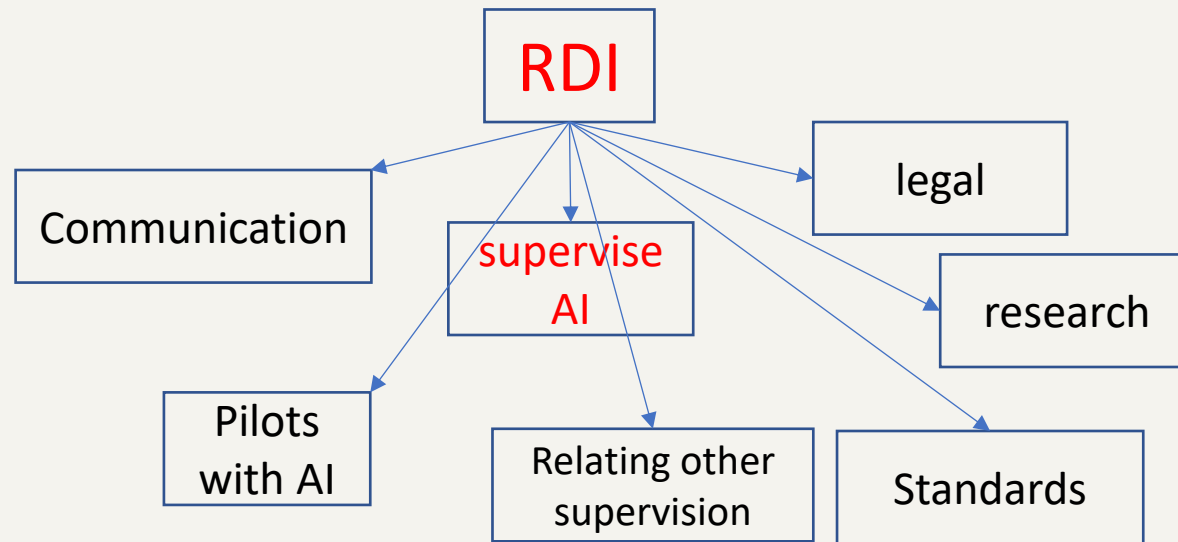 RDI
Communication
legal
supervise
AI
research
Pilots
with AI
Relating other
supervision
Standards